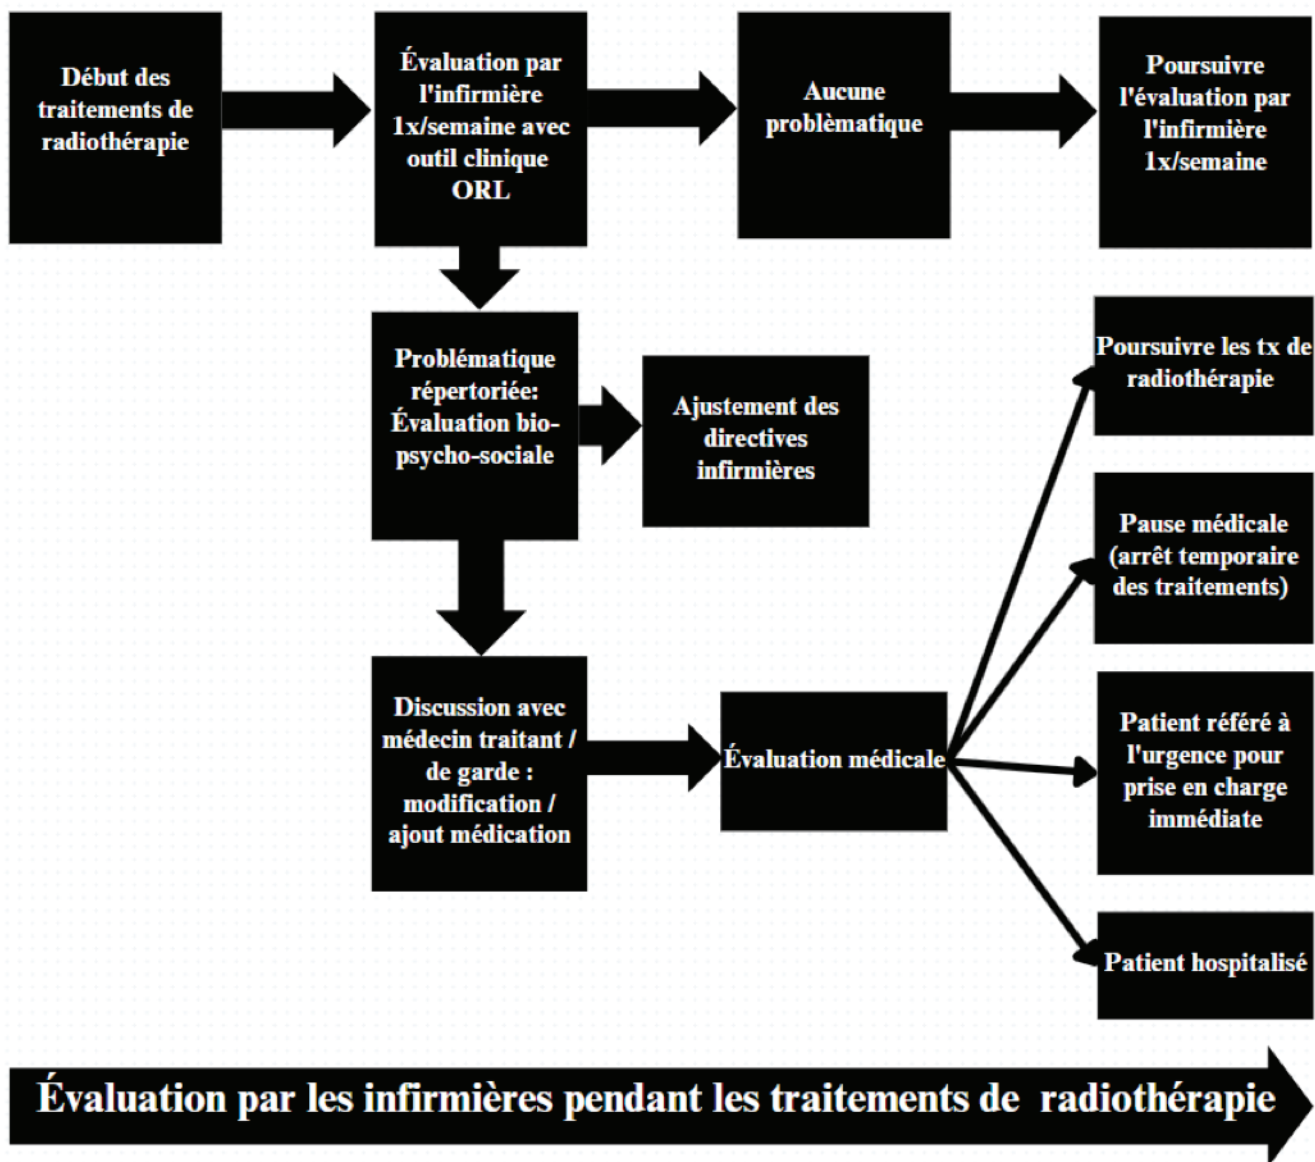 Début des
traitements de
radiothérapie
Évaluation par
l'infirmière
1x/semaine avec
outil clinique
ORL
Aucune
problèmatique
Poursuivre
l'évaluation par
l'infirmière
1x/semaine
Problématique
répertoriée:
Évaluation bio-
psycho-sociale
Ajustement des
directives
infirmières
Poursuivre les tx de
radiothérapie
Pause médicale
(arrêt temporaire
des traitements)
Discussion avec
médecin traitant /
de garde :
modification /
ajout médication
Évaluation médicale
Patient référé à
l'urgence pour
prise en charge
immédiate
Patient hospitalisé
Évaluation par les infirmières pendant les traitements de radiothérapie